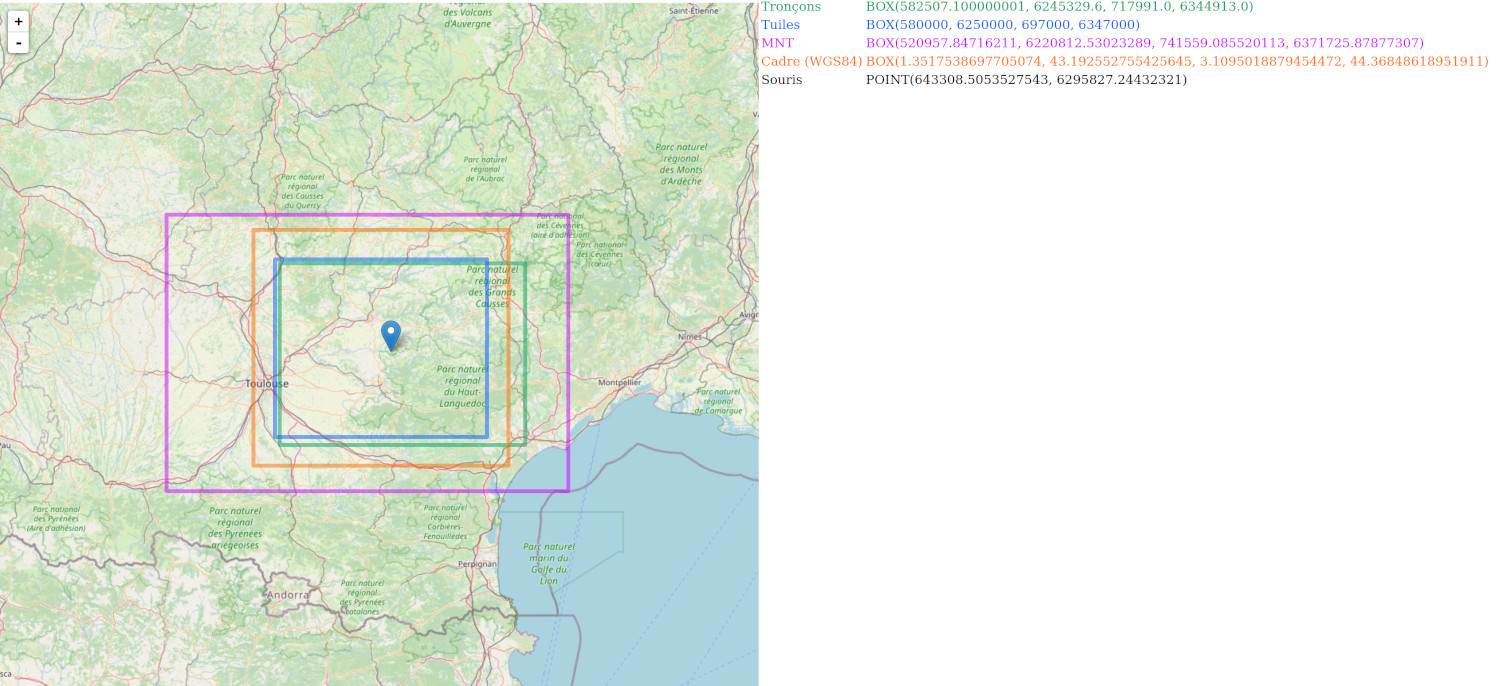 +
-
des Volcans
d'Auvergne
Saint-Étienne
Parc naturel
régional
des Causses
du Quercy
Parc naturel
régional
de l'Aubrac
Parc naturel
régional
des Monts
d'Ardèche
Parc national
des Cévennes
(aire d'adhésion)
Parc national
des Cévennes
(cœur)
Parc naturel
régional
des Grands
Causses
Nîmes
Toulouse
Parc naturel
régional
du Haut-
Languedoc
Montpellier
Parc naturel
régional
de Camargue
Pau
Parc national
des Pyrénées
(Aire d'adhésion)
Parc naturel
régional
des Pyrénées
ariégeoises
Parc naturel
régional
Corbières-
Fenouillèdes
Parc naturel
marin du
Golfe du
Lion
Perpignan
Andorra
Parc naturel
régional
des Pyrénées
catalanes
Tronçons BOX(582507.100000001, 6245329.6, 717991.0, 6344913.0)
Tuiles BOX(580000, 6250000, 697000, 6347000)
MNT BOX(520957.84716211, 6220812.53023289, 741559.085520113, 6371725.87877307)
Cadre (WGS84) BOX(1.3517538697705074, 43.192552755425645, 3.1095018879454472, 44.36848618951911)
Souris POINT(643308.5053527543, 6295827.24432321)